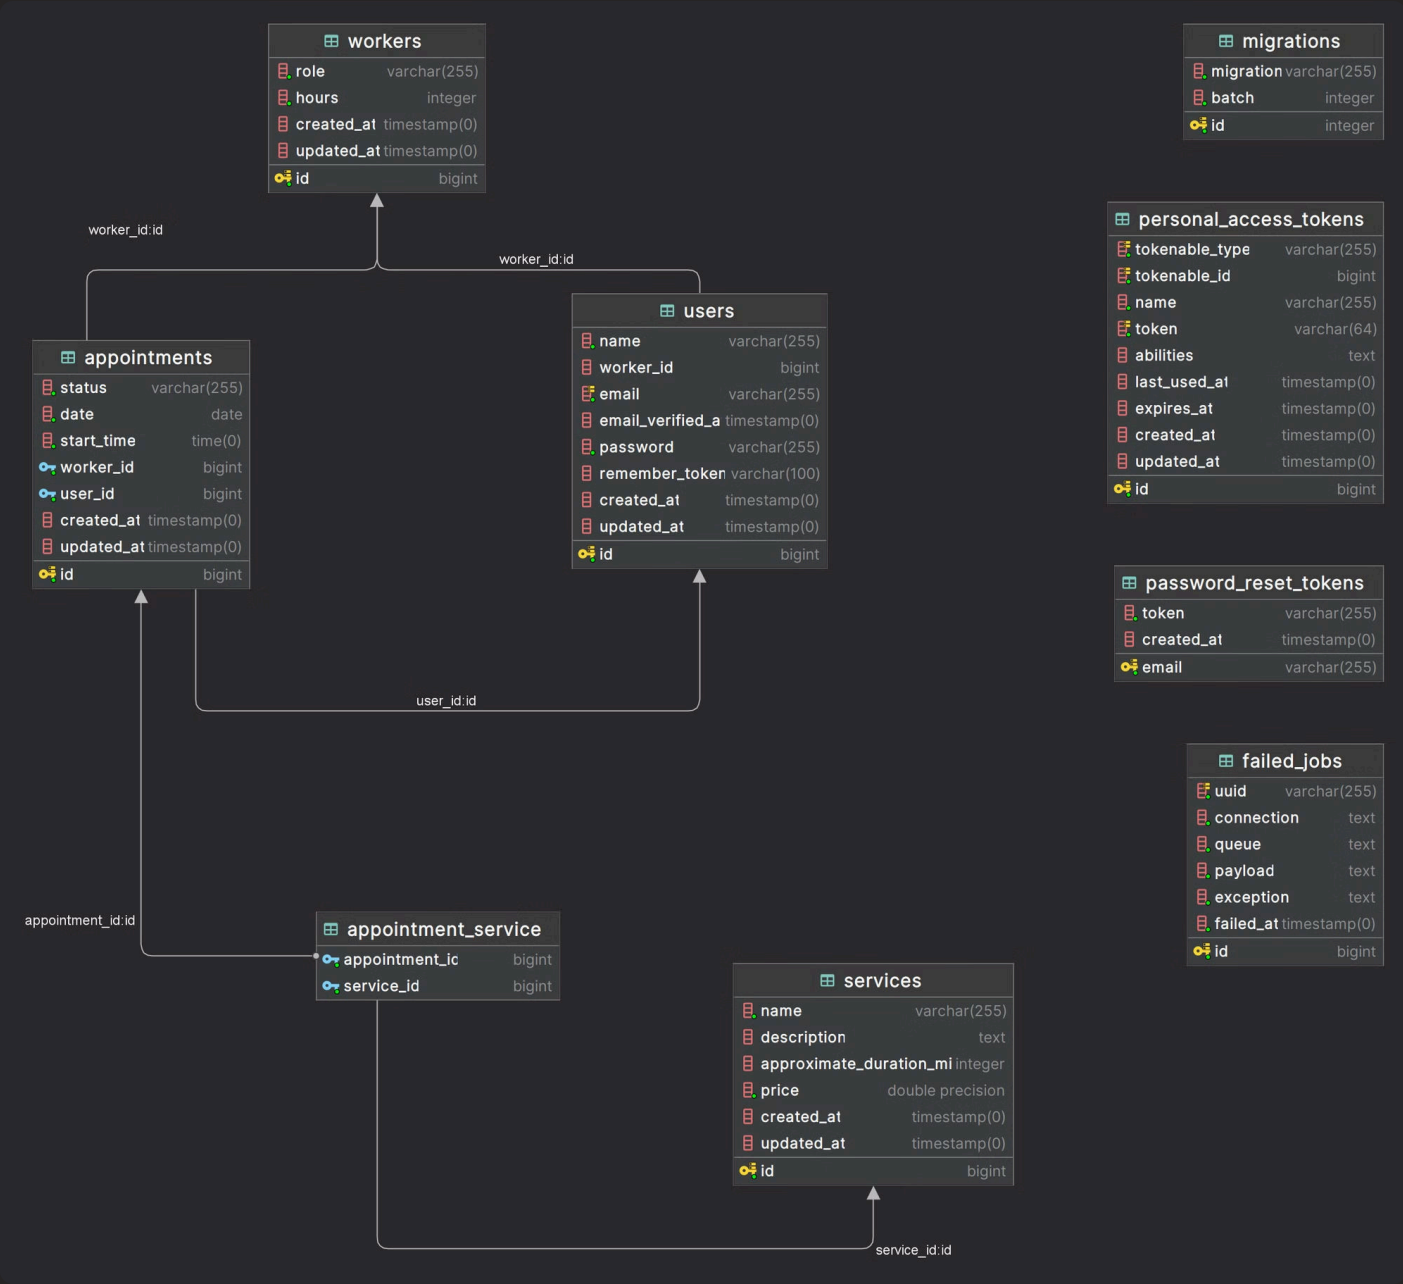 workers
role varchar(255)
hours integer
created_at timestamp(0)
updated_at timestamp(0)
id bigint
migrations
migration varchar(255)
batch integer
id integer
personal_access_tokens
tokenable_type varchar(255)
tokenable_id bigint
name varchar(255)
token varchar(64)
abilities text
last_used_at timestamp(0)
expires_at timestamp(0)
created_at timestamp(0)
updated_at timestamp(0)
id bigint
worker_id:id
worker_id:id
users
name varchar(255)
worker_id bigint
email varchar(255)
email_verified_a timestamp(0)
password varchar(255)
remember_token varchar(100)
created_at timestamp(0)
updated_at timestamp(0)
id bigint
appointments
status varchar(255)
date date
start_time time(0)
worker_id bigint
user_id bigint
created_at timestamp(0)
updated_at timestamp(0)
id bigint
password_reset_tokens
token varchar(255)
created_at timestamp(0)
email varchar(255)
user_id:id
failed_jobs
uuid varchar(255)
connection text
queue text
payload text
exception text
failed_at timestamp(0)
id bigint
appointment_id:id
appointment_service
appointment_id bigint
service_id bigint
services
name varchar(255)
description text
approximate_duration_mi integer
price double precision
created_at timestamp(0)
updated_at timestamp(0)
id bigint
service_id:id